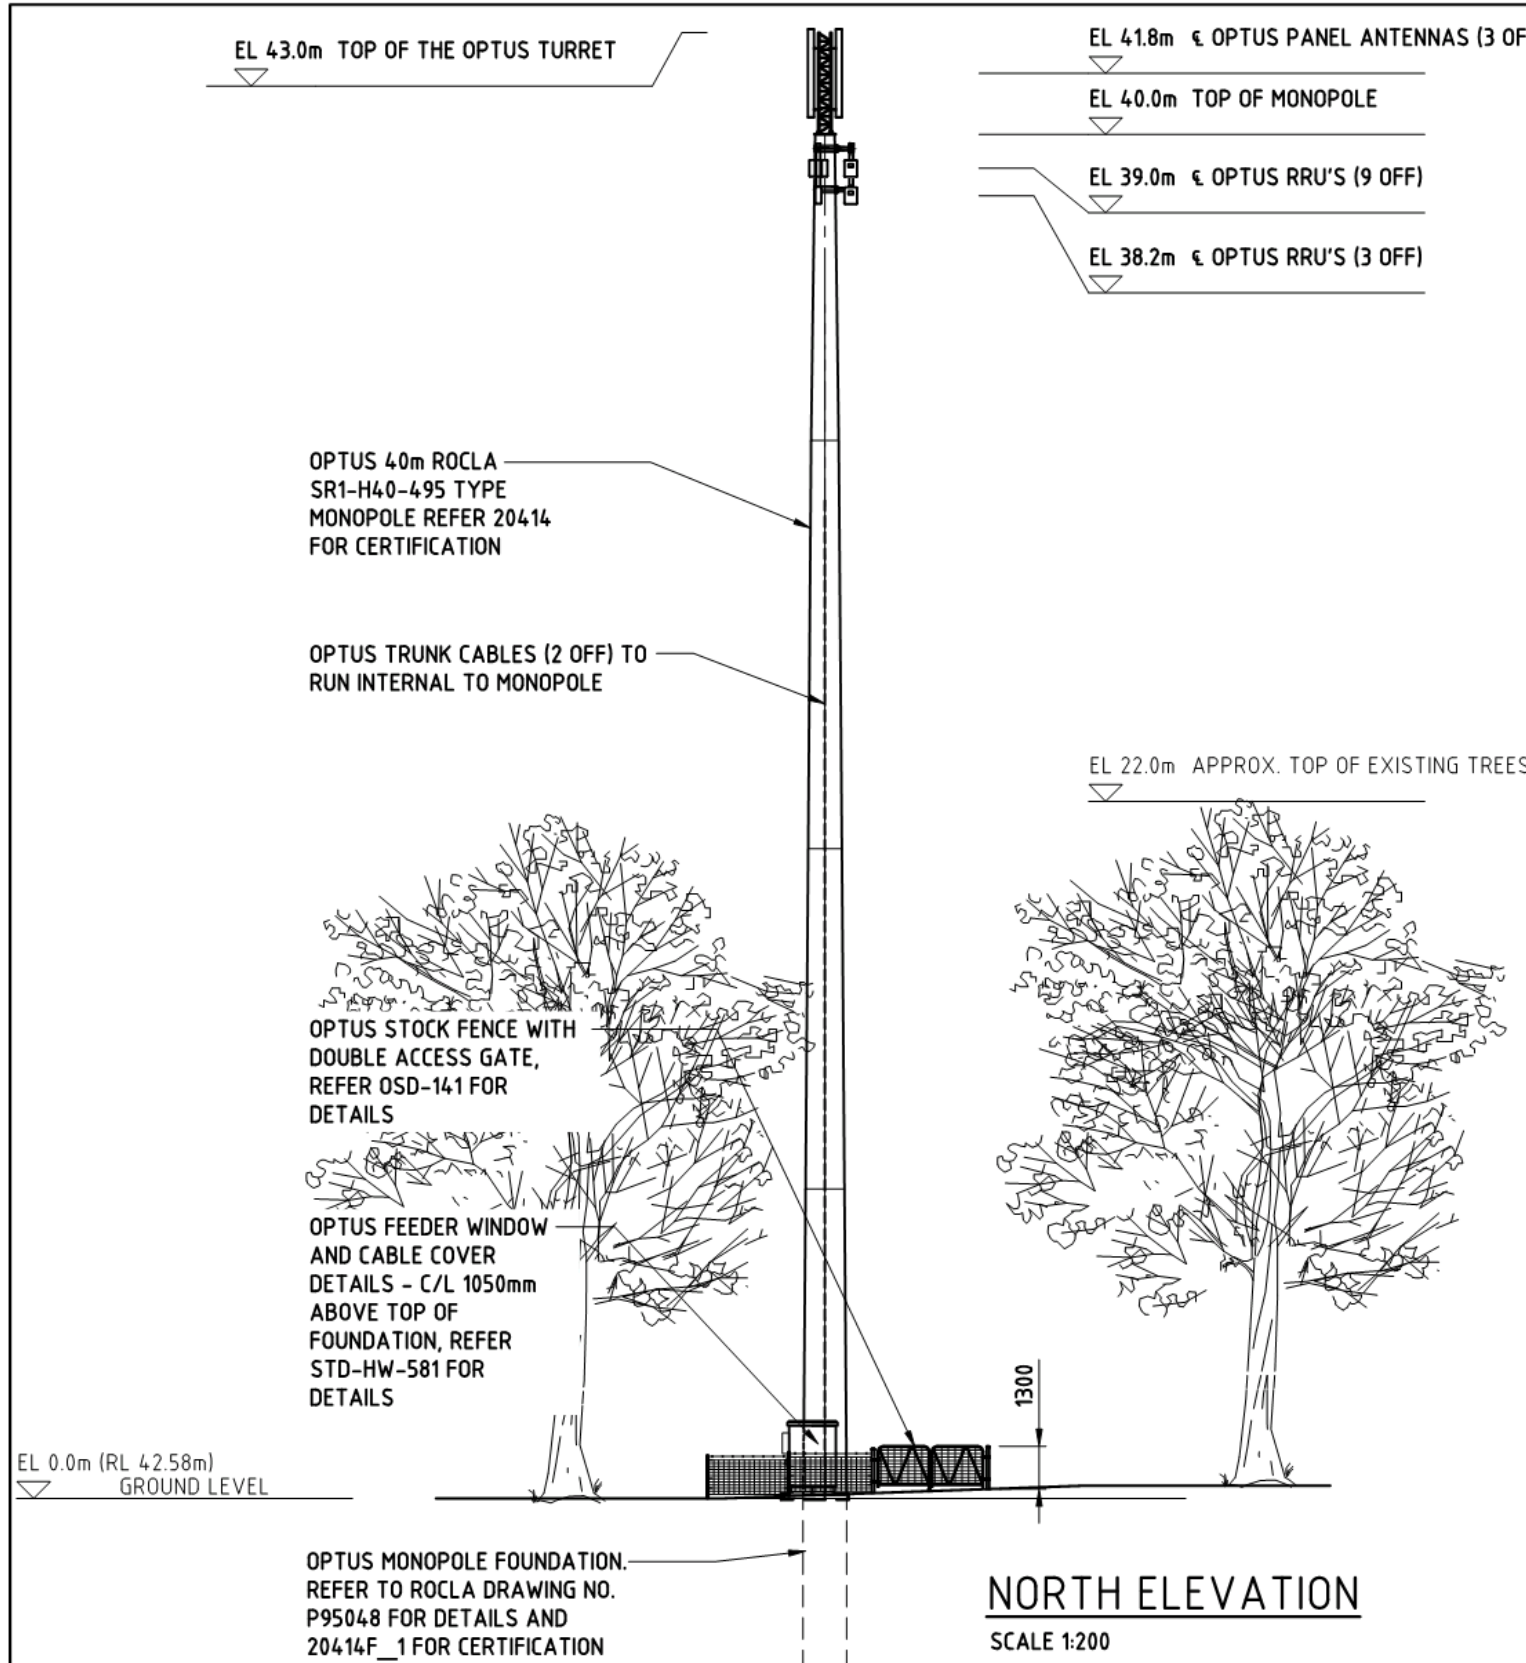 EL 43.0m TOP OF THE OPTUS TURRET
EL 41.8m ℄ OPTUS PANEL ANTENNAS (3 OF
EL 40.0m TOP OF MONOPOLE
EL 39.0m ℄ OPTUS RRU'S (9 OFF)
EL 38.2m ℄ OPTUS RRU'S (3 OFF)
OPTUS 40m ROCLA
SR1-H40-495 TYPE
MONOPOLE REFER 20414
FOR CERTIFICATION
OPTUS TRUNK CABLES (2 OFF) TO
RUN INTERNAL TO MONOPOLE
EL 22.0m APPROX. TOP OF EXISTING TREES
OPTUS STOCK FENCE WITH
DOUBLE ACCESS GATE,
REFER OSD-141 FOR
DETAILS
OPTUS FEEDER WINDOW
AND CABLE COVER
DETAILS - C/L 1050mm
ABOVE TOP OF
FOUNDATION, REFER
STD-HW-581 FOR
DETAILS
1300
EL 0.0m (RL 42.58m)
GROUND LEVEL
OPTUS MONOPOLE FOUNDATION.
REFER TO ROCLA DRAWING NO.
P95048 FOR DETAILS AND
20414F_1 FOR CERTIFICATION
NORTH ELEVATION
SCALE 1:200